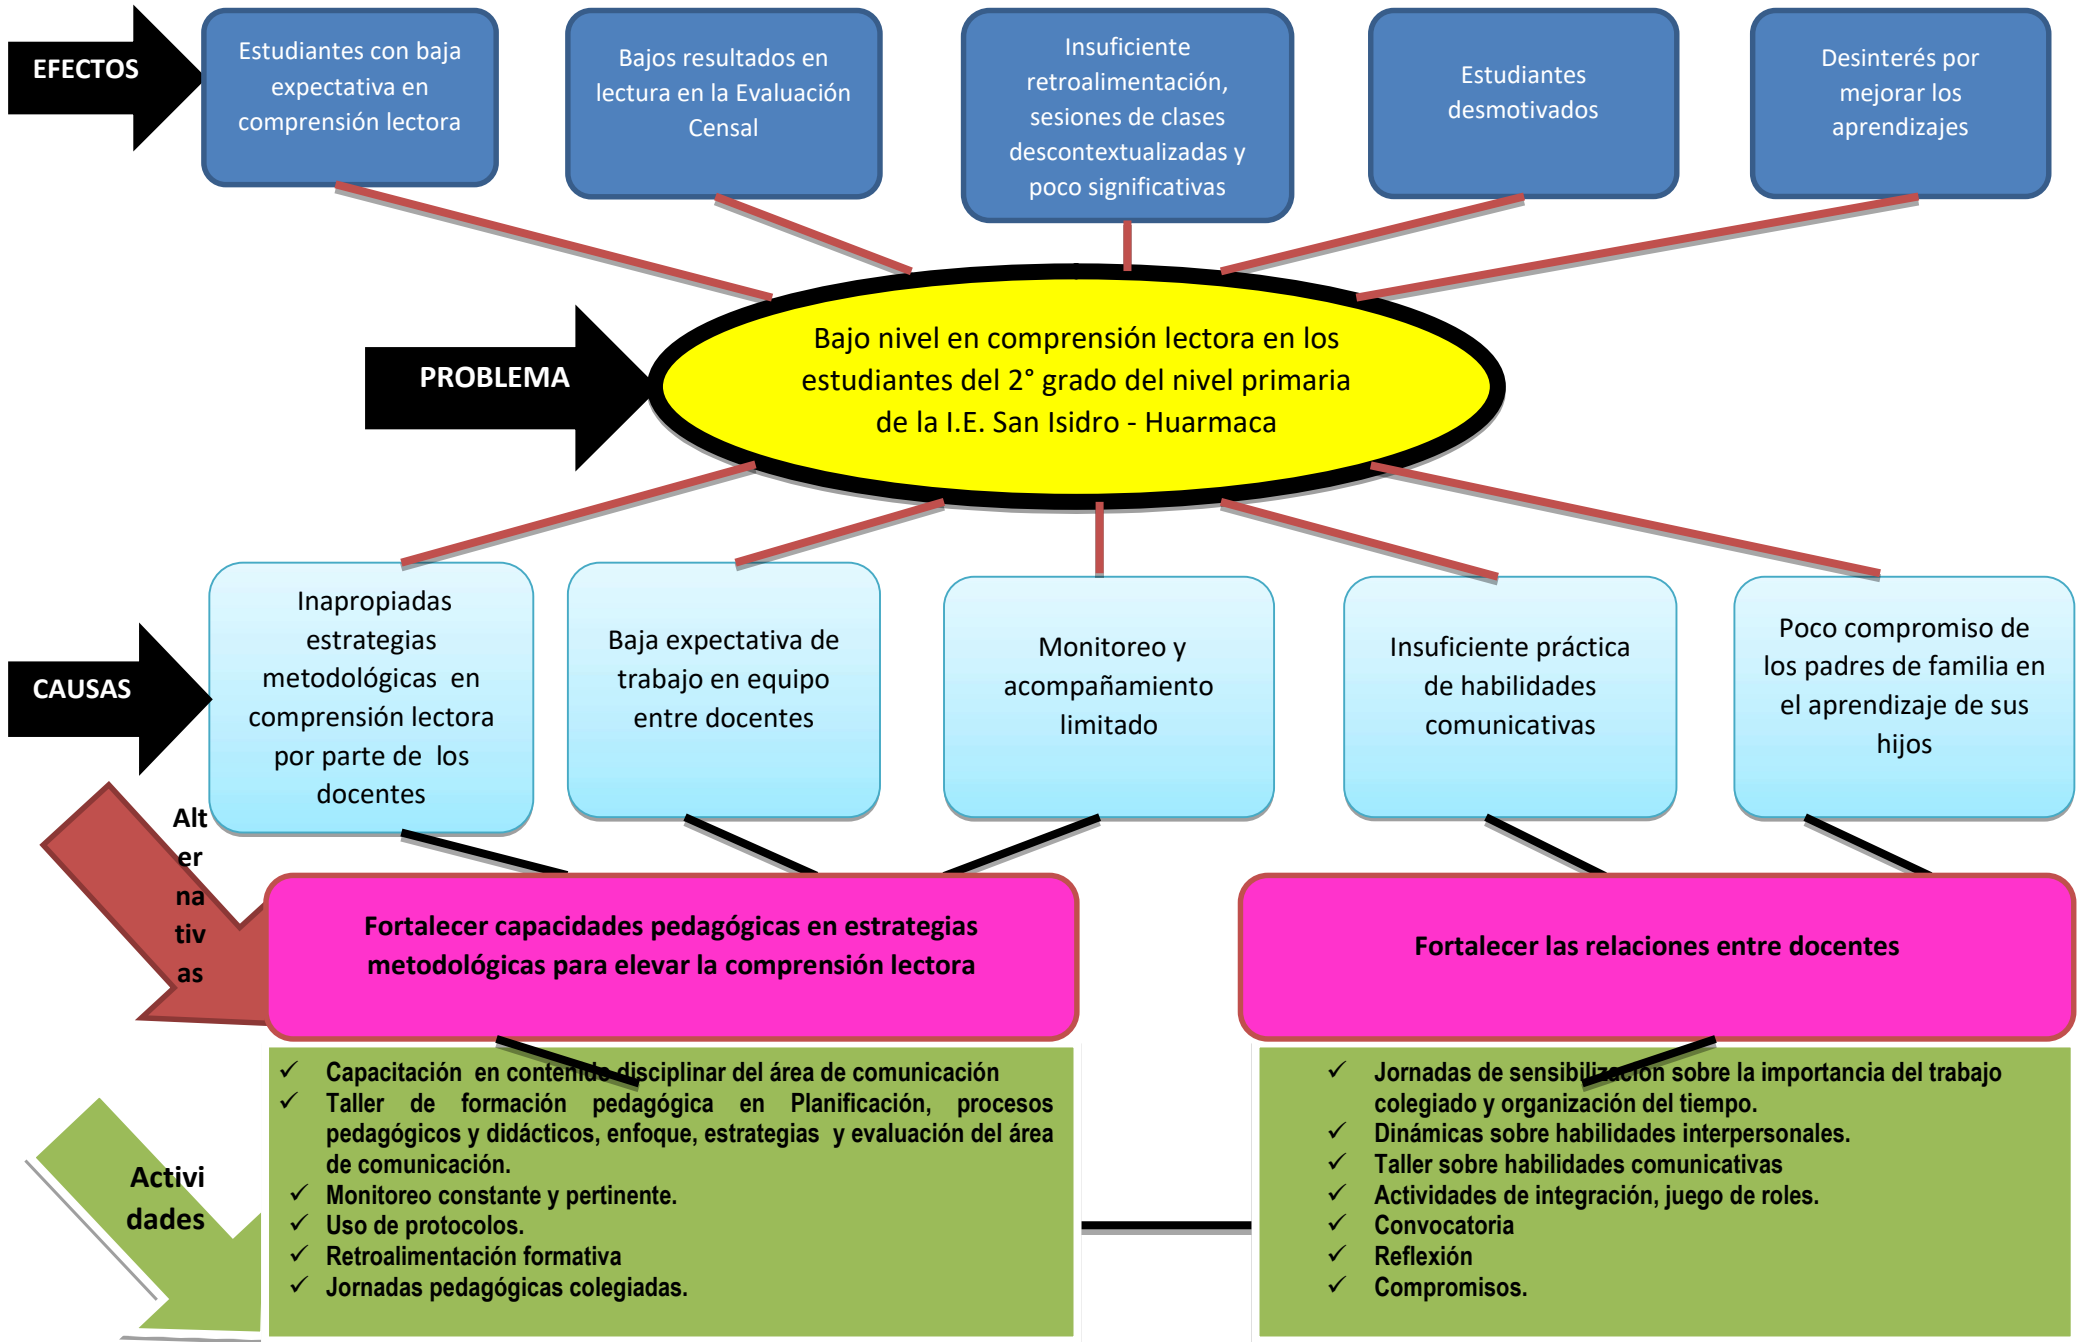 EFECTOS
Estudiantes con baja
expectativa en
comprensión lectora
Bajos resultados en
lectura en la Evaluación
Censal
Insuficiente
retroalimentación,
sesiones de clases
descontextualizadas y
poco significativas
Estudiantes
desmotivados
Desinterés por
mejorar los
aprendizajes
PROBLEMA
Bajo nivel en comprensión lectora en los
estudiantes del 2° grado del nivel primaria
de la I.E. San Isidro - Huarmaca
CAUSAS
Inapropiadas
estrategias
metodológicas en
comprensión lectora
por parte de los
docentes
Baja expectativa de
trabajo en equipo
entre docentes
Monitoreo y
acompañamiento
limitado
Insuficiente práctica
de habilidades
comunicativas
Poco compromiso de
los padres de familia en
el aprendizaje de sus
hijos
Alt
er
na
tiv
as
Fortalecer capacidades pedagógicas en estrategias
metodológicas para elevar la comprensión lectora
Fortalecer las relaciones entre docentes
Activi
dades
✓ Capacitación en contenido disciplinar del área de comunicación
✓ Taller de formación pedagógica en Planificación, procesos
pedagógicos y didácticos, enfoque, estrategias y evaluación del área
de comunicación.
✓ Monitoreo constante y pertinente.
✓ Uso de protocolos.
✓ Retroalimentación formativa
✓ Jornadas pedagógicas colegiadas.
✓ Jornadas de sensibilización sobre la importancia del trabajo
colegiado y organización del tiempo.
✓ Dinámicas sobre habilidades interpersonales.
✓ Taller sobre habilidades comunicativas
✓ Actividades de integración, juego de roles.
✓ Convocatoria
✓ Reflexión
✓ Compromisos.